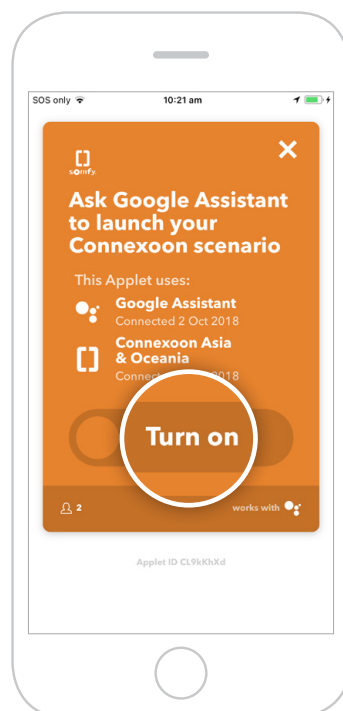 SOS only 10:21 am
somfy
Ask Google Assistant
to launch your
Connexoon scenario
This Applet uses:
Google Assistant
Connected 2 Oct 2018
Connexoon Asia
& Oceania
2018
Turn on
2 works with
Applet ID CL9kKhXd